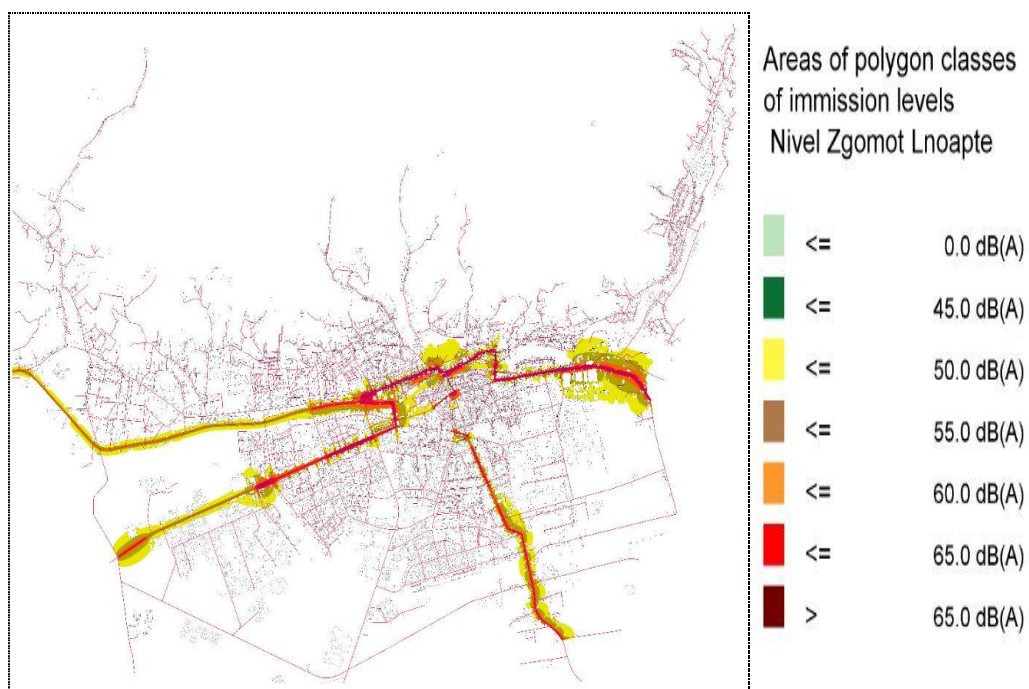 Areas of polygon classes
of immission levels
Nivel Zgomot Lnoapte
<= 0.0 dB(A)
<= 45.0 dB(A)
<= 50.0 dB(A)
<= 55.0 dB(A)
<= 60.0 dB(A)
<= 65.0 dB(A)
> 65.0 dB(A)